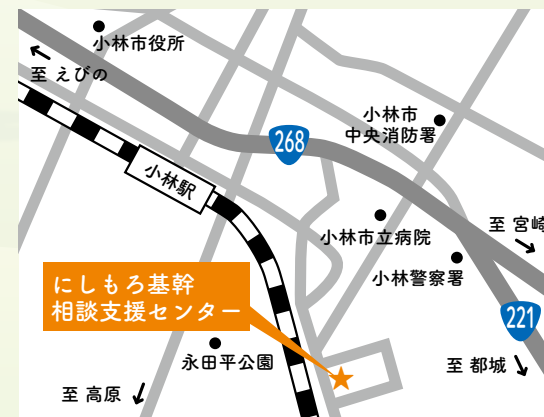 小林市役所
至 えびの
小林市
中央消防署
268
小林駅
小林市立病院
至 宮崎
小林警察署
にしもろ基幹
相談支援センター
221
永田平公園
至 都城
至 高原